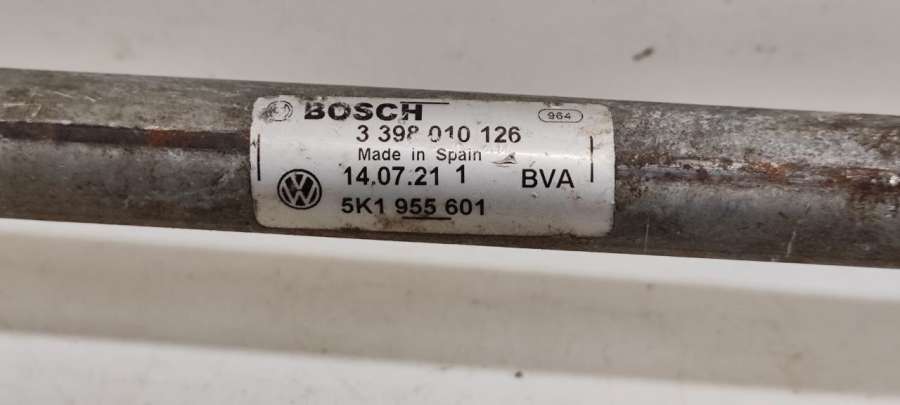 BOSCH 964
3 398 010 126
Made in Spain
14.07.21 1 BVA
5K1 955 601